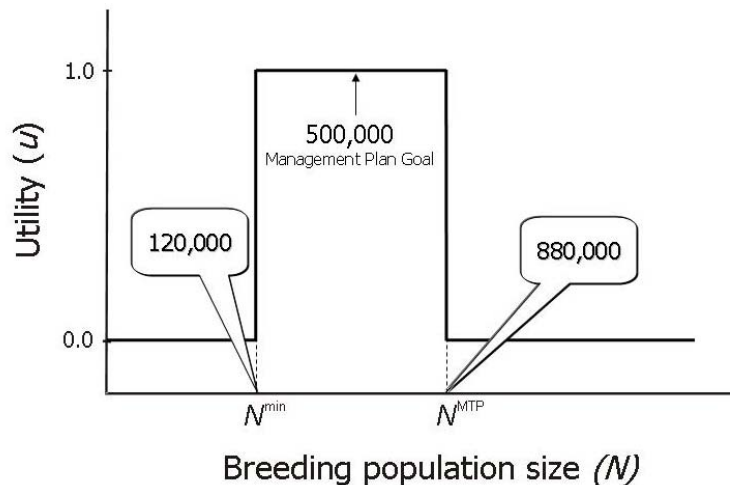 1.0
500,000
Management Plan Goal
Utility (u)
120,000
880,000
0.0
N^min
N^MTP
Breeding population size (N)